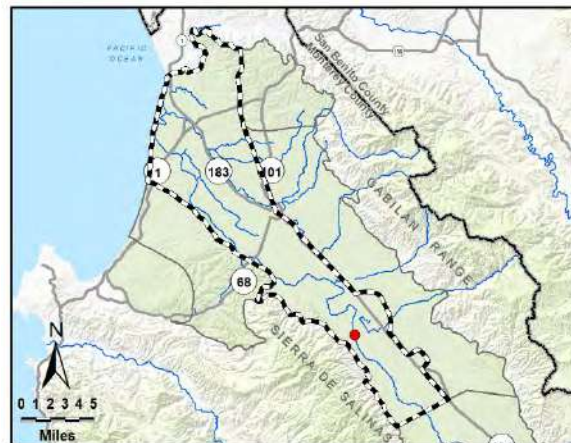 PACIFIC
OCEAN
1
San Benito County
Monterey County
1
183
101
GABILAN RANGE
68
SIERRA DE SALINAS
N
0 1 2 3 4 5
Miles